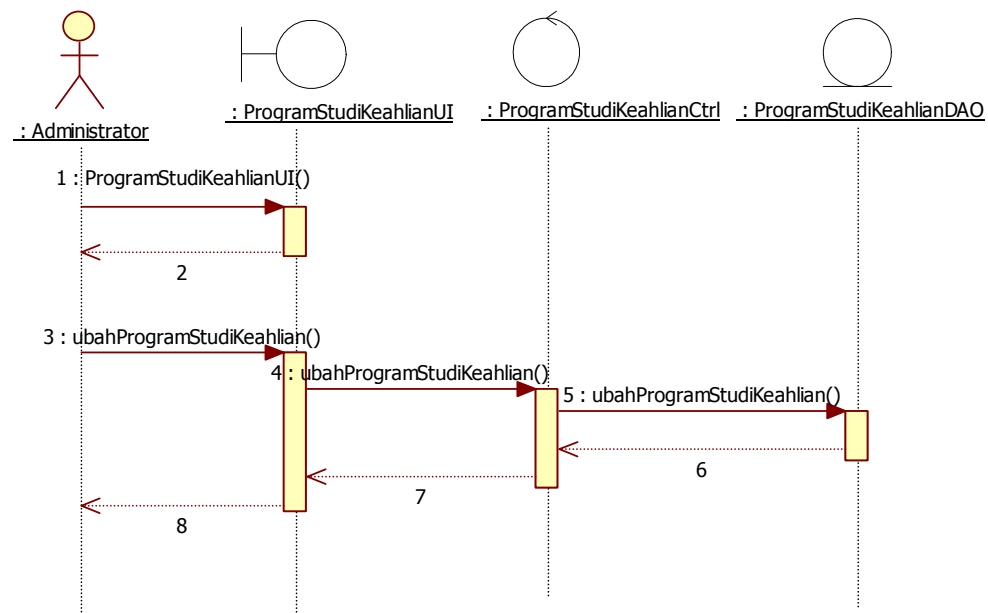 : Administrator
: ProgramStudiKeahlianUI
: ProgramStudiKeahlianCtrl
: ProgramStudiKeahlianDAO
1 : ProgramStudiKeahlianUI()
2
3 : ubahProgramStudiKeahlian()
4 : ubahProgramStudiKeahlian()
5 : ubahProgramStudiKeahlian()
6
7
8